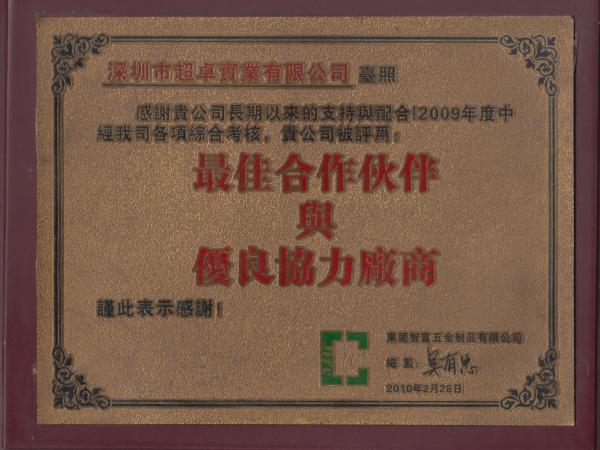 深圳市超卓實業有限公司 臺照
感謝貴公司長期以來的支持與配合!2009年度中
經我司各項綜合考核，貴公司被評爲：
最佳合作伙伴
與
優良協力廠商
謹此表示感謝！
東莞智富五金制品有限公司
總 監：吳有忠
2010年2月28日